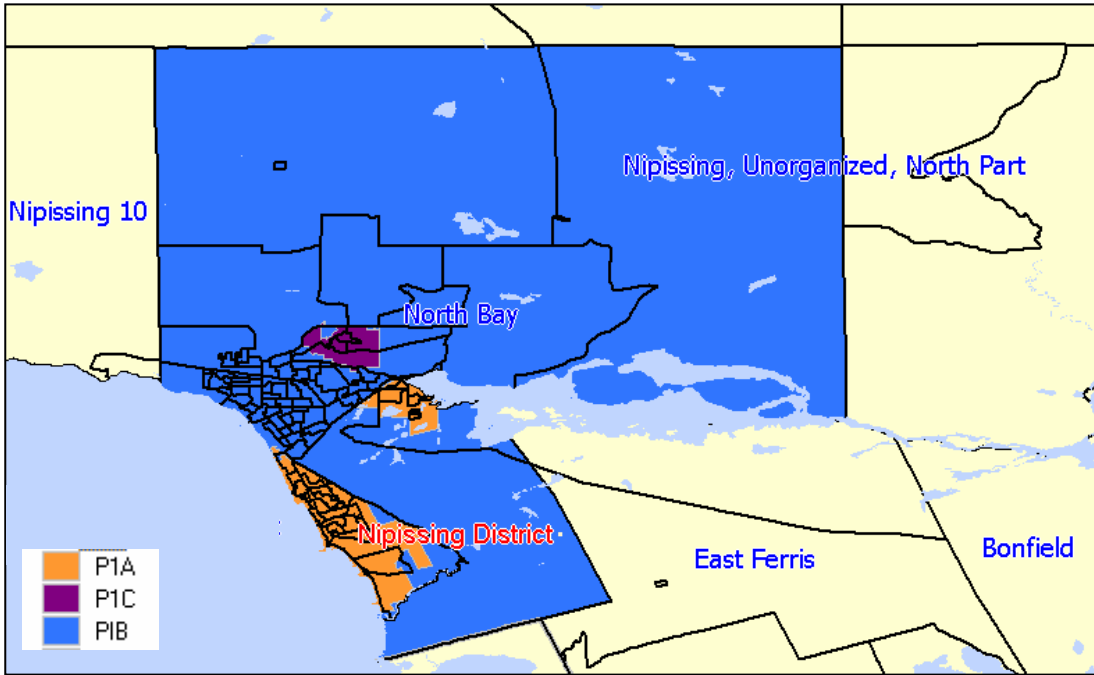 Nipissing, Unorganized, North Part
Nipissing 10
North Bay
Nipissing District
East Ferris
Bonfield
P1A
P1C
PIB